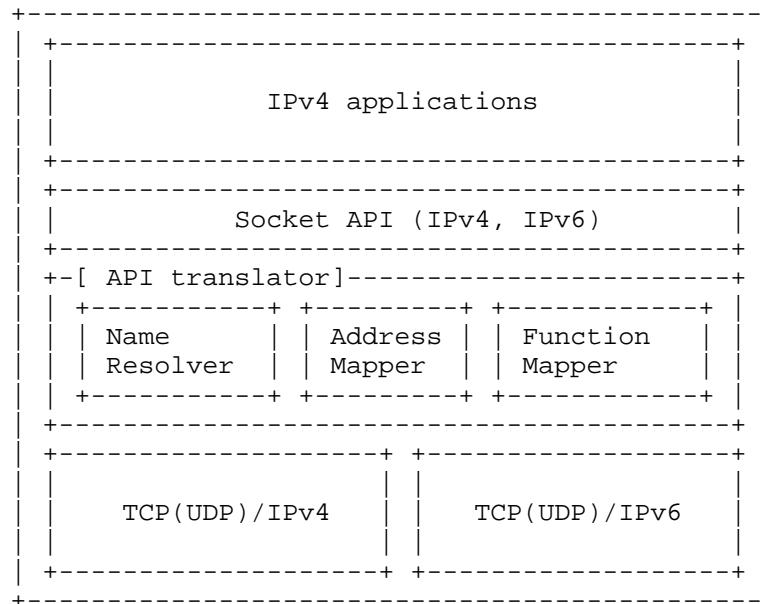 IPv4 applications
Socket API (IPv4, IPv6)
[ API translator]
Name Address Function
Resolver Mapper Mapper
TCP(UDP)/IPv4 TCP(UDP)/IPv6